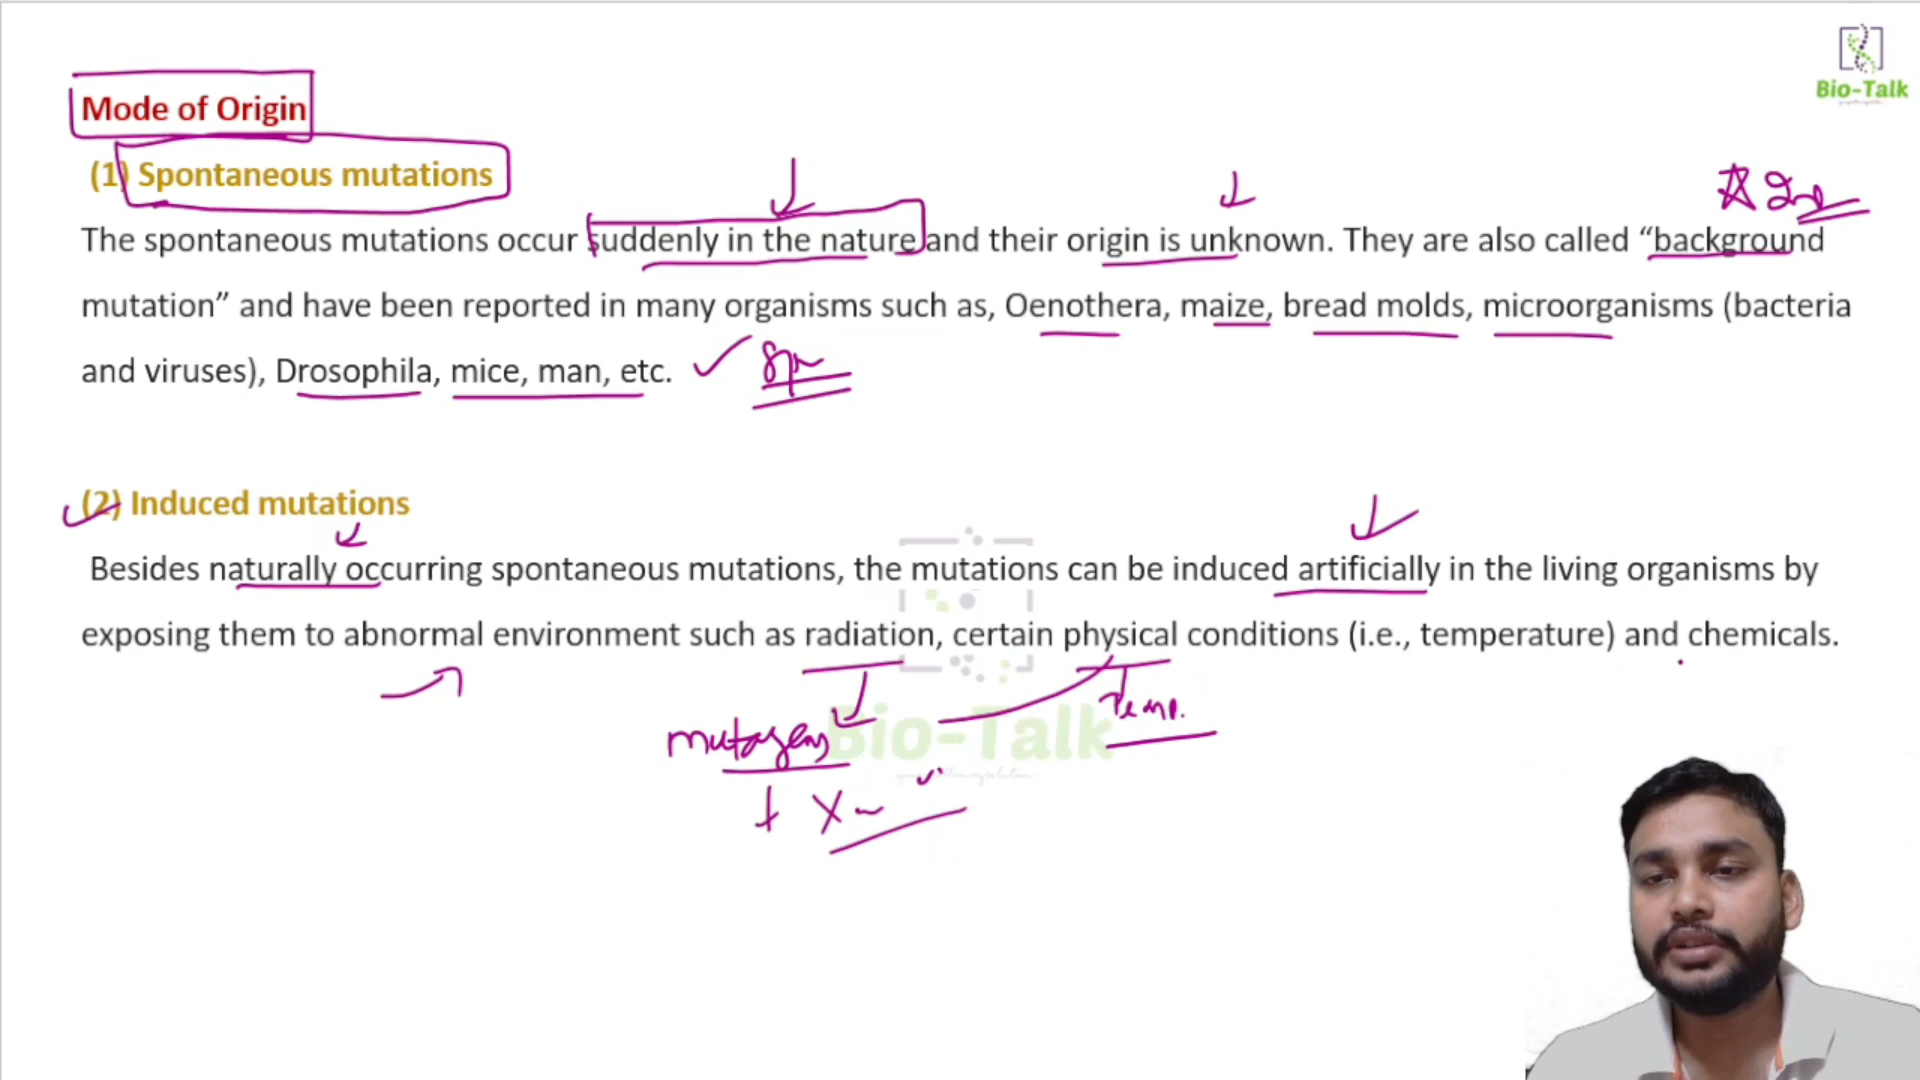 Bio-Talk
Mode of Origin
(1) Spontaneous mutations
The spontaneous mutations occur suddenly in the nature and their origin is unknown. They are also called “background
mutation” and have been reported in many organisms such as, Oenothera, maize, bread molds, microorganisms (bacteria
and viruses), Drosophila, mice, man, etc.
(2) Induced mutations
Besides naturally occurring spontaneous mutations, the mutations can be induced artificially in the living organisms by
exposing them to abnormal environment such as radiation, certain physical conditions (i.e., temperature) and chemicals.
Temp.
mutagens
Bio-Talk